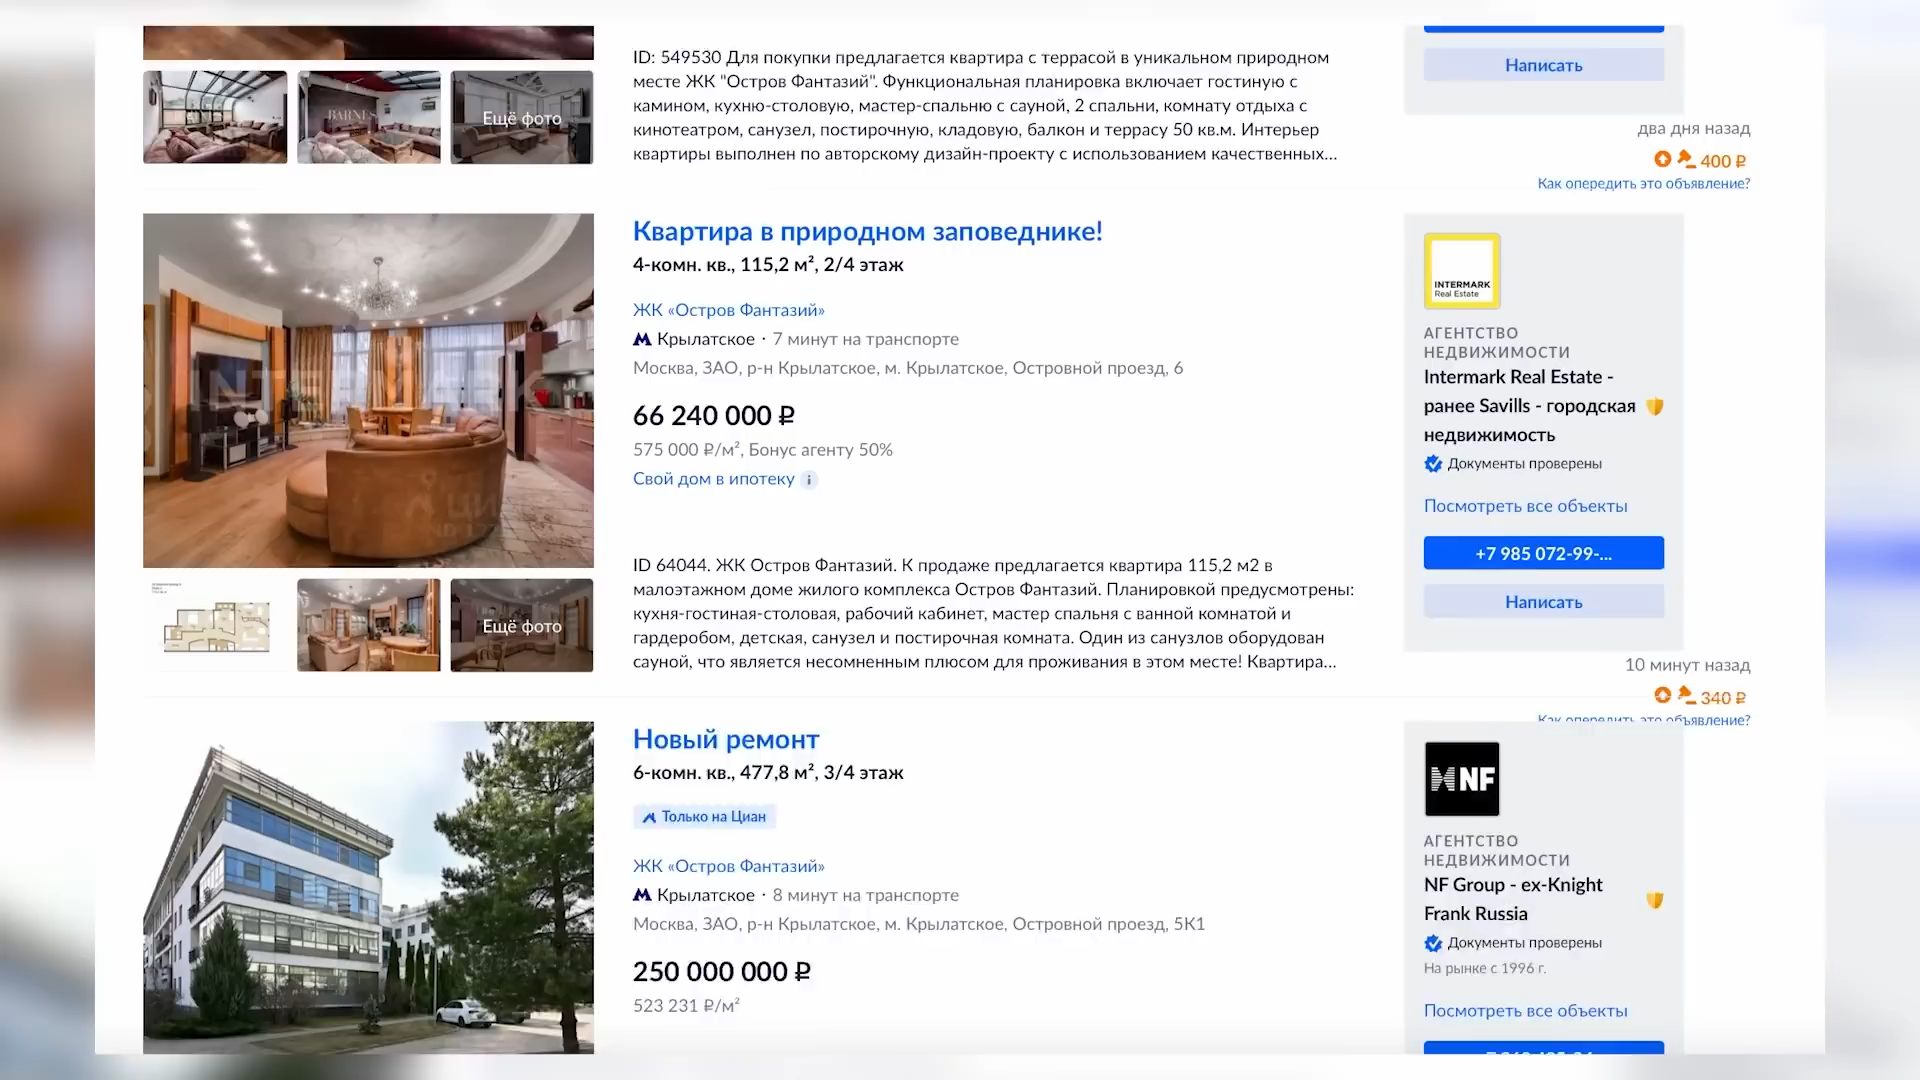 BARNES
Ещё фото
ID: 549530 Для покупки предлагается квартира с террасой в уникальном природном
месте ЖК "Остров Фантазий". Функциональная планировка включает гостиную с
камином, кухню-столовую, мастер-спальню с сауной, 2 спальни, комнату отдыха с
кинотеатром, санузел, постирочную, кладовую, балкон и террасу 50 кв.м. Интерьер
квартиры выполнен по авторскому дизайн-проекту с использованием качественных...
Написать
два дня назад
400 ₽
Как опередить это объявление?
Квартира в природном заповеднике!
4-комн. кв., 115,2 м², 2/4 этаж
ЖК «Остров Фантазий»
Крылатское · 7 минут на транспорте
Москва, ЗАО, р-н Крылатское, м. Крылатское, Островной проезд, 6
66 240 000 ₽
575 000 ₽/м², Бонус агенту 50%
Свой дом в ипотеку i
ID 64044. ЖК Остров Фантазий. К продаже предлагается квартира 115,2 м2 в
малоэтажном доме жилого комплекса Остров Фантазий. Планировкой предусмотрены:
кухня-гостиная-столовая, рабочий кабинет, мастер спальня с ванной комнатой и
гардеробом, детская, санузел и постирочная комната. Один из санузлов оборудован
сауной, что является несомненным плюсом для проживания в этом месте! Квартира...
Ещё фото
INTERMARK
Real Estate
АГЕНТСТВО
НЕДВИЖИМОСТИ
Intermark Real Estate -
ранее Savills - городская
недвижимость
Документы проверены
Посмотреть все объекты
+7 985 072-99-...
Написать
10 минут назад
340 ₽
Как опередить это объявление?
Новый ремонт
6-комн. кв., 477,8 м², 3/4 этаж
Только на Циан
ЖК «Остров Фантазий»
Крылатское · 8 минут на транспорте
Москва, ЗАО, р-н Крылатское, м. Крылатское, Островной проезд, 5К1
250 000 000 ₽
523 231 ₽/м²
NF
АГЕНТСТВО
НЕДВИЖИМОСТИ
NF Group - ex-Knight
Frank Russia
Документы проверены
На рынке с 1996 г.
Посмотреть все объекты